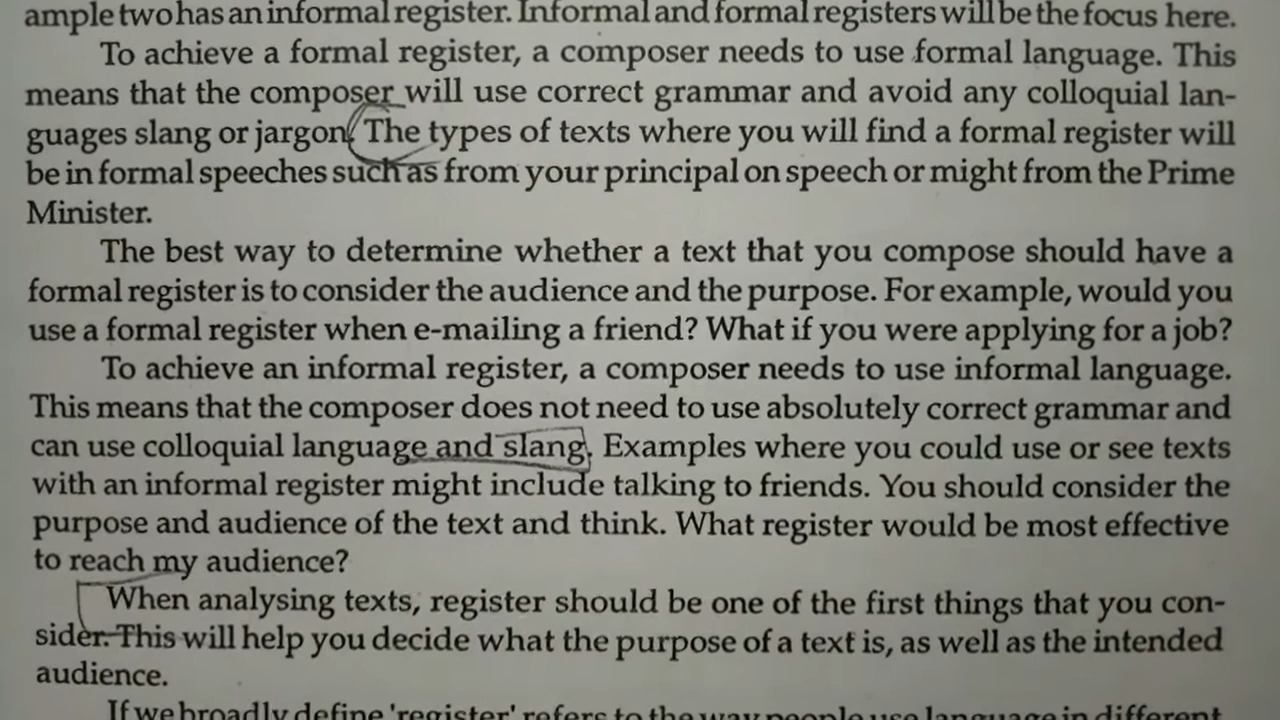 ample two has an informal register. Informal and formal registers will be the focus here.
To achieve a formal register, a composer needs to use formal language. This
means that the composer will use correct grammar and avoid any colloquial lan-
guages slang or jargon. The types of texts where you will find a formal register will
be in formal speeches such as from your principal on speech or might from the Prime
Minister.
The best way to determine whether a text that you compose should have a
formal register is to consider the audience and the purpose. For example, would you
use a formal register when e-mailing a friend? What if you were applying for a job?
To achieve an informal register, a composer needs to use informal language.
This means that the composer does not need to use absolutely correct grammar and
can use colloquial language and slang. Examples where you could use or see texts
with an informal register might include talking to friends. You should consider the
purpose and audience of the text and think. What register would be most effective
to reach my audience?
When analysing texts, register should be one of the first things that you con-
sider. This will help you decide what the purpose of a text is, as well as the intended
audience.
If we broadly define 'register' refers to the way people use language in different